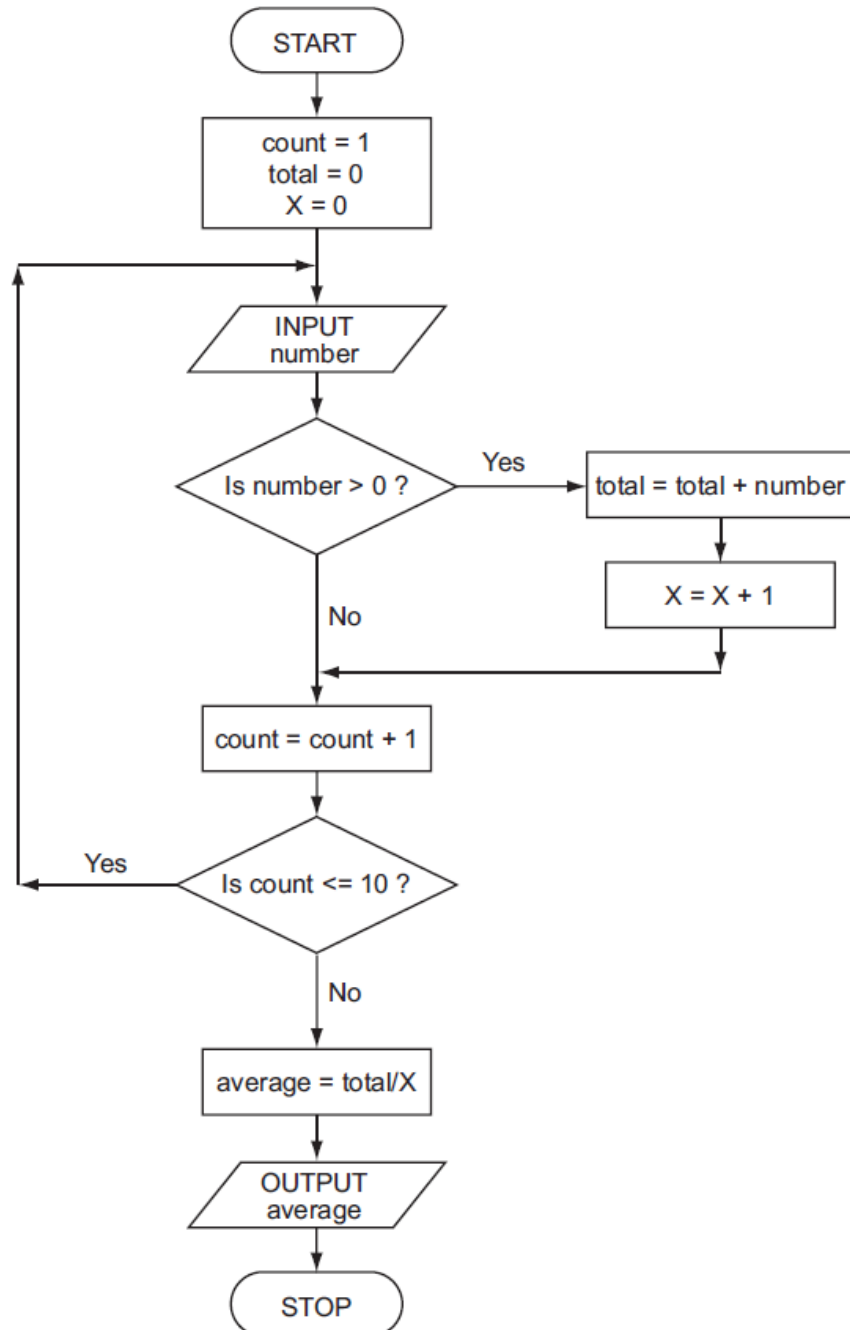 START
count = 1
total = 0
X = 0
INPUT
number
Is number > 0 ?
Yes
total = total + number
X = X + 1
No
count = count + 1
Is count <= 10 ?
Yes
No
average = total/X
OUTPUT
average
STOP